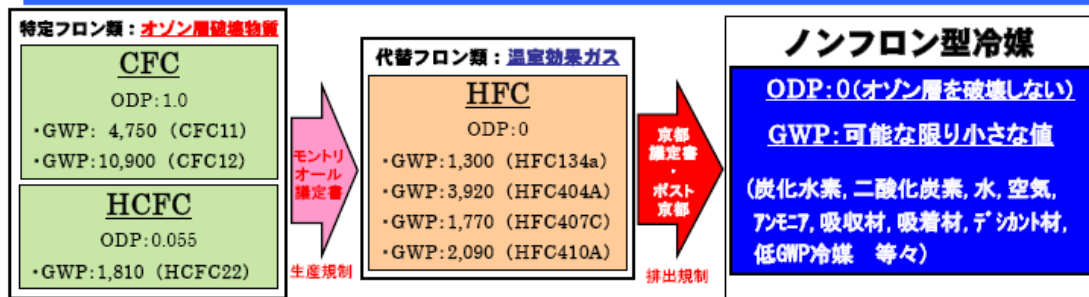 特定フロン類：オゾン層破壊物質
CFC
ODP：1.0
・GWP： 4,750 (CFC11)
・GWP：10,900 (CFC12)
HCFC
ODP：0.055
・GWP：1,810 (HCFC22)
モントリ
オール
議定書
生産規制
代替フロン類：温室効果ガス
HFC
ODP：0
・GWP：1,300 (HFC134a)
・GWP：3,920 (HFC404A)
・GWP：1,770 (HFC407C)
・GWP：2,090 (HFC410A)
京都
議定書
・
ポスト
京都
排出規制
ノンフロン型冷媒
ODP：0(オゾン層を破壊しない)
GWP：可能な限り小さな値
(炭化水素, 二酸化炭素, 水, 空気,
アンモニア, 吸収材, 吸着材, デシカント材,
低GWP冷媒 等々)